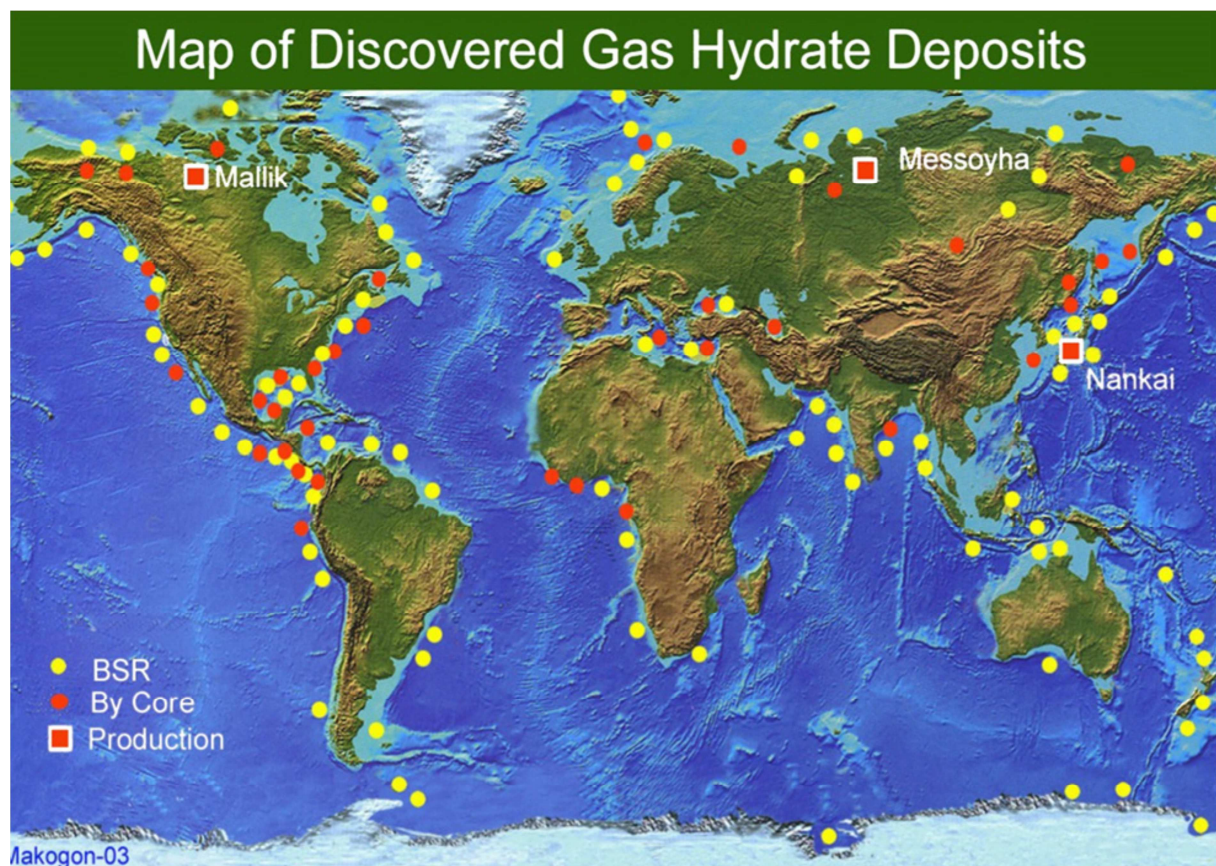 Map of Discovered Gas Hydrate Deposits
Mallik
Messoyha
Nankai
BSR
By Core
Production
Makogon-03